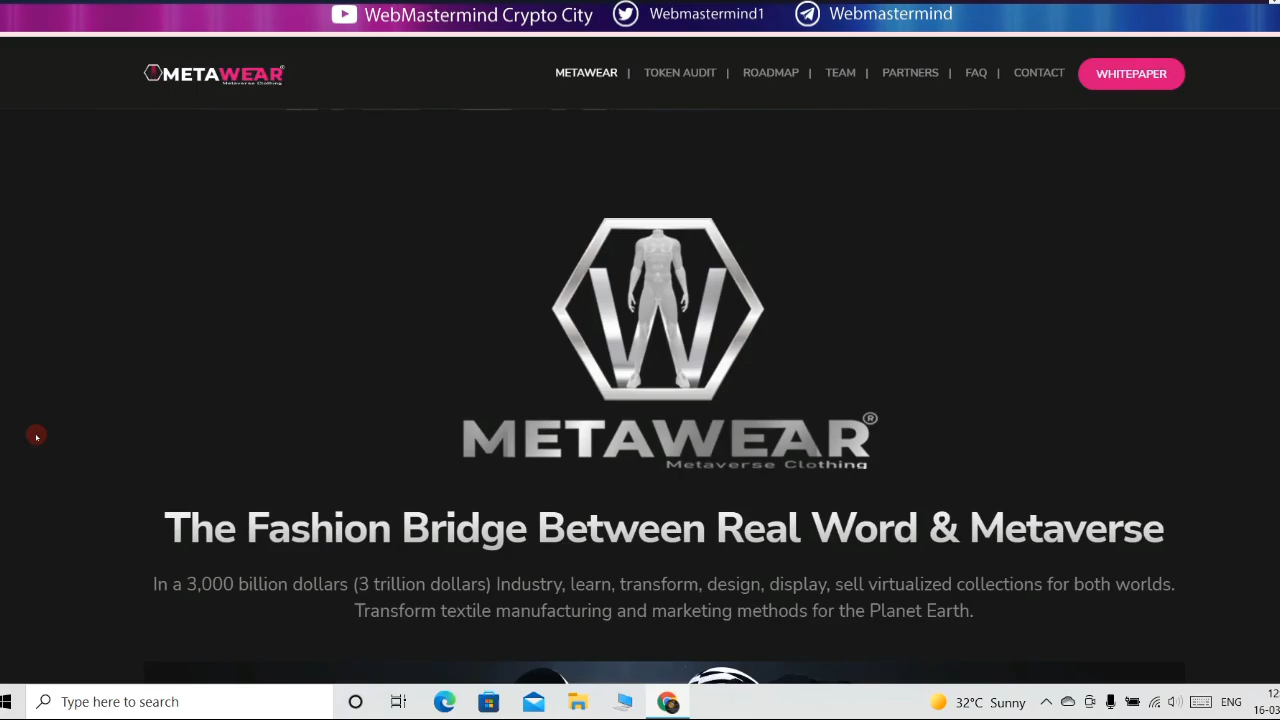 WebMastermind Crypto City Webmastermind1 Webmastermind
METAWEAR® METAWEAR | TOKEN AUDIT | ROADMAP | TEAM | PARTNERS | FAQ | CONTACT WHITEPAPER
Metaverse Clothing
W
METAWEAR®
Metaverse Clothing
The Fashion Bridge Between Real Word & Metaverse
In a 3,000 billion dollars (3 trillion dollars) Industry, learn, transform, design, display, sell virtualized collections for both worlds.
Transform textile manufacturing and marketing methods for the Planet Earth.
Type here to search 32°C Sunny ENG